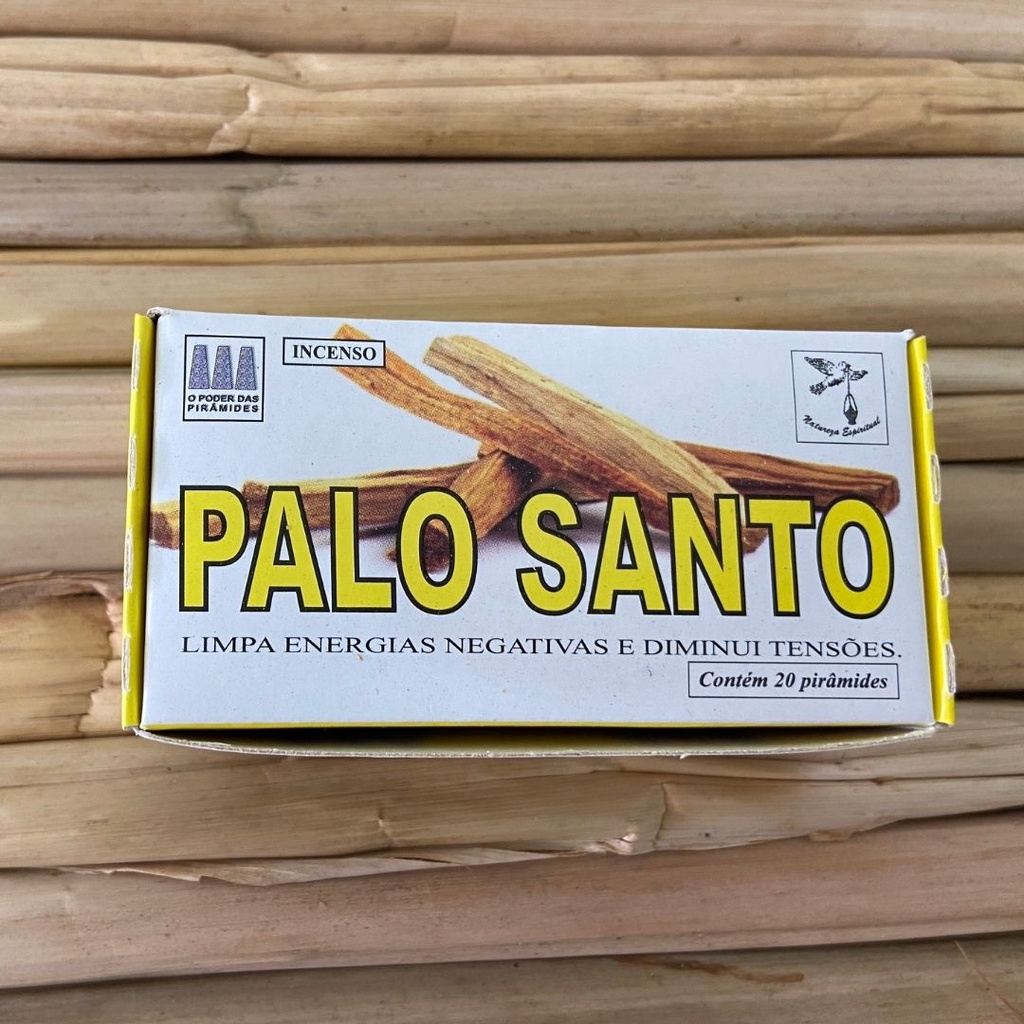 INCENSO
O PODER DAS
PIRÂMIDES
Natureza Espiritual
PALO SANTO
LIMPA ENERGIAS NEGATIVAS E DIMINUI TENSÕES.
Contém 20 pirâmides